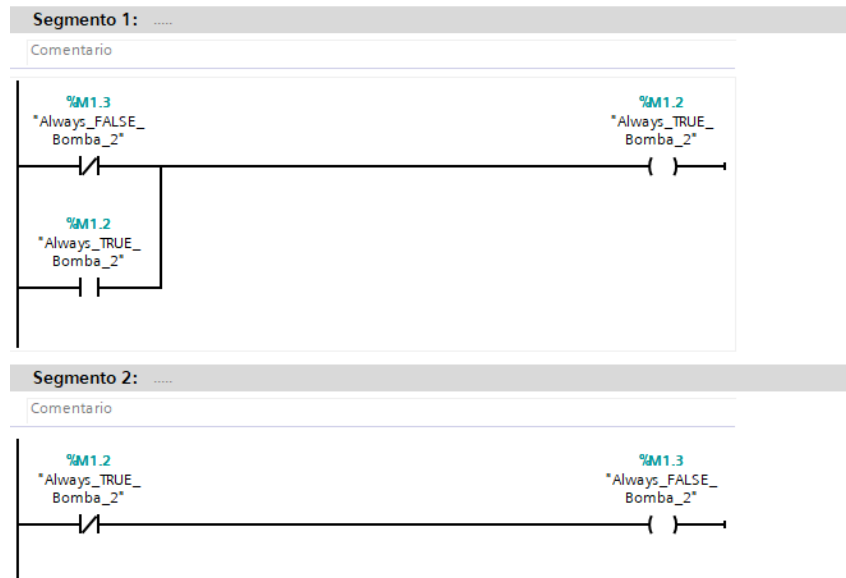 Segmento 1: .....
Comentario
%M1.3
"Always_FALSE_
Bomba_2"
%M1.2
"Always_TRUE_
Bomba_2"
%M1.2
"Always_TRUE_
Bomba_2"
Segmento 2: .....
Comentario
%M1.2
"Always_TRUE_
Bomba_2"
%M1.3
"Always_FALSE_
Bomba_2"